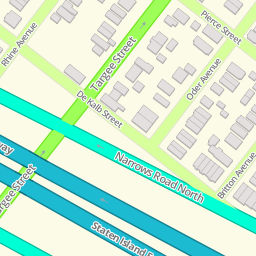 Pierce Street
Rhine Avenue
Targee Street
Oder Avenue
De Kalb Street
Narrows Road North
Britton Avenue
Targee Street
Staten Island